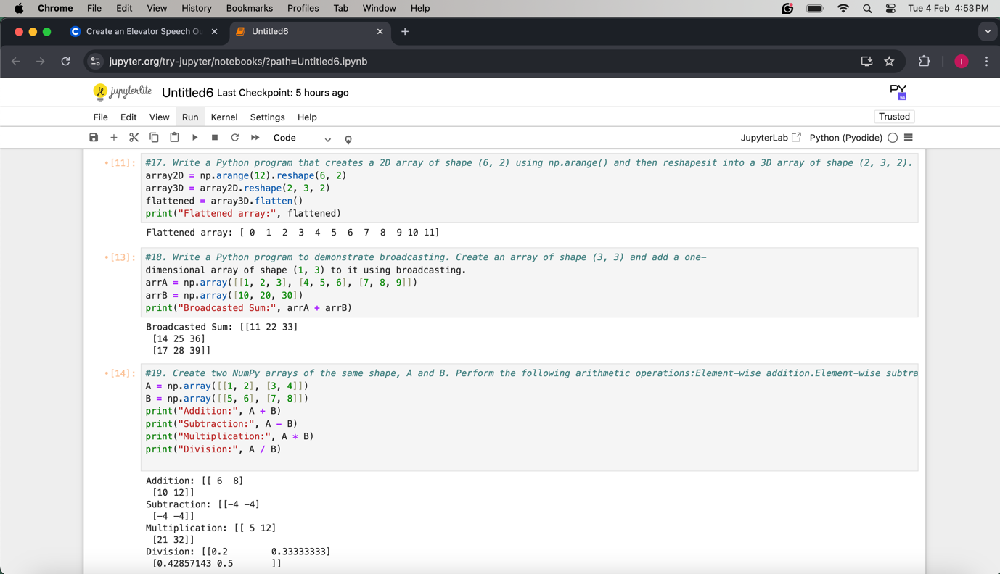 Chrome File Edit View History Bookmarks Profiles Tab Window Help Tue 4 Feb 4:53 PM
Create an Elevator Speech Ou Untitled6
jupyter.org/try-jupyter/notebooks/?path=Untitled6.ipynb I
jupyterlite Untitled6 Last Checkpoint: 5 hours ago PY WA
File Edit View Run Kernel Settings Help Trusted
Code JupyterLab Python (Pyodide)
[11]: #17. Write a Python program that creates a 2D array of shape (6, 2) using np.arange() and then reshapesit into a 3D array of shape (2, 3, 2).
array2D = np.arange(12).reshape(6, 2)
array3D = array2D.reshape(2, 3, 2)
flattened = array3D.flatten()
print("Flattened array:", flattened)
Flattened array: [ 0  1  2  3  4  5  6  7  8  9 10 11]
[13]: #18. Write a Python program to demonstrate broadcasting. Create an array of shape (3, 3) and add a one-
dimensional array of shape (1, 3) to it using broadcasting.
arrA = np.array([[1, 2, 3], [4, 5, 6], [7, 8, 9]])
arrB = np.array([10, 20, 30])
print("Broadcasted Sum:", arrA + arrB)
Broadcasted Sum: [[11 22 33]
[14 25 36]
[17 28 39]]
[14]: #19. Create two NumPy arrays of the same shape, A and B. Perform the following arithmetic operations:Element-wise addition.Element-wise subtra
A = np.array([[1, 2], [3, 4]])
B = np.array([[5, 6], [7, 8]])
print("Addition:", A + B)
print("Subtraction:", A - B)
print("Multiplication:", A * B)
print("Division:", A / B)
Addition: [[ 6  8]
[10 12]]
Subtraction: [[-4 -4]
[-4 -4]]
Multiplication: [[ 5 12]
[21 32]]
Division: [[0.2        0.33333333]
[0.42857143 0.5       ]]